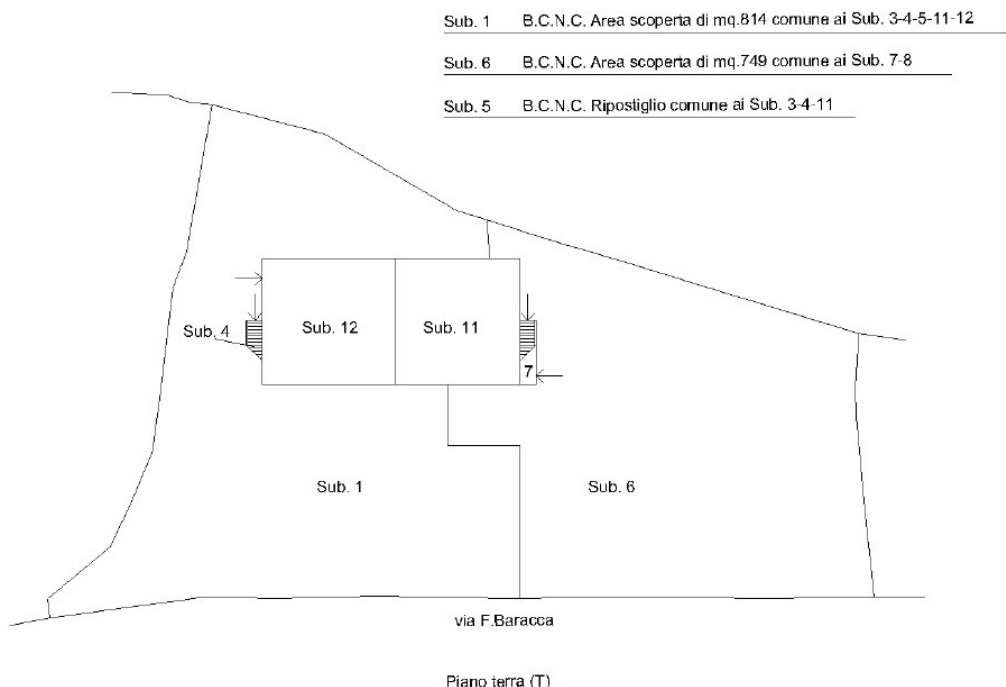 Sub. 1 B.C.N.C. Area scoperta di mq.814 comune ai Sub. 3-4-5-11-12
Sub. 6 B.C.N.C. Area scoperta di mq.749 comune ai Sub. 7-8
Sub. 5 B.C.N.C. Ripostiglio comune ai Sub. 3-4-11
Sub. 4
Sub. 12
Sub. 11
7
Sub. 1
Sub. 6
via F.Baracca
Piano terra (T)